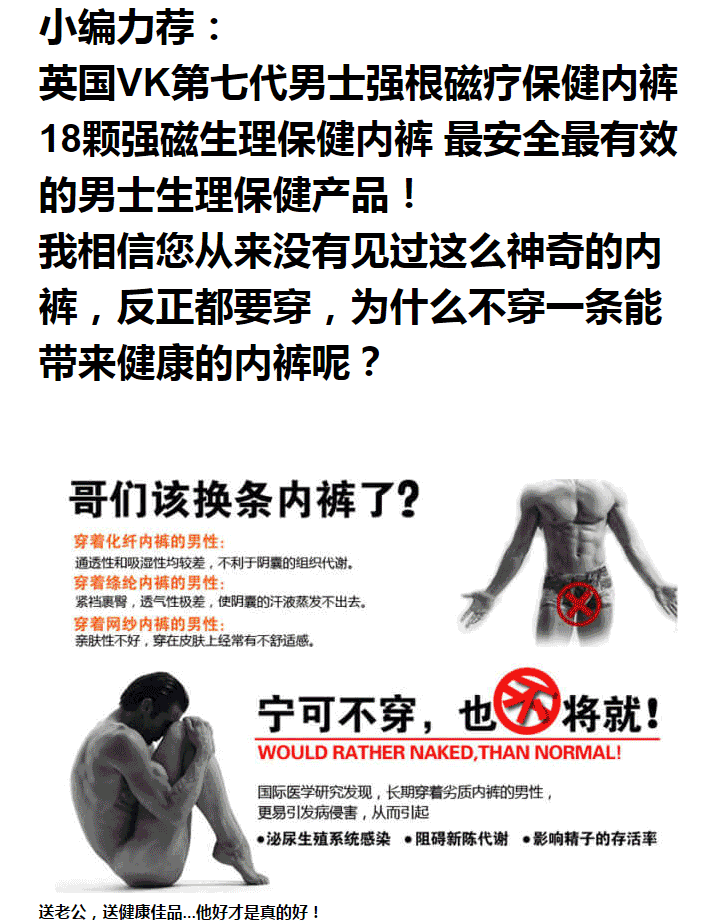 小编力荐：
英国VK第七代男士强根磁疗保健内裤
18颗强磁生理保健内裤 最安全最有效
的男士生理保健产品！
我相信您从来没有见过这么神奇的内
裤，反正都要穿，为什么不穿一条能
带来健康的内裤呢？
哥们该换条内裤了?
穿着化纤内裤的男性：
通透性和吸湿性均较差，不利于阴囊的组织代谢。
穿着绦纶内裤的男性：
紧裆裹臀，透气性极差，使阴囊的汗液蒸发不出去。
穿着网纱内裤的男性：
亲肤性不好，穿在皮肤上经常有不舒适感。
宁可不穿，也不将就！
WOULD RATHER NAKED,THAN NORMAL!
国际医学研究发现，长期穿着劣质内裤的男性，
更易引发病侵害，从而引起
●泌尿生殖系统感染 ●阻碍新陈代谢 ●影响精子的存活率
送老公，送健康佳品...他好才是真的好！